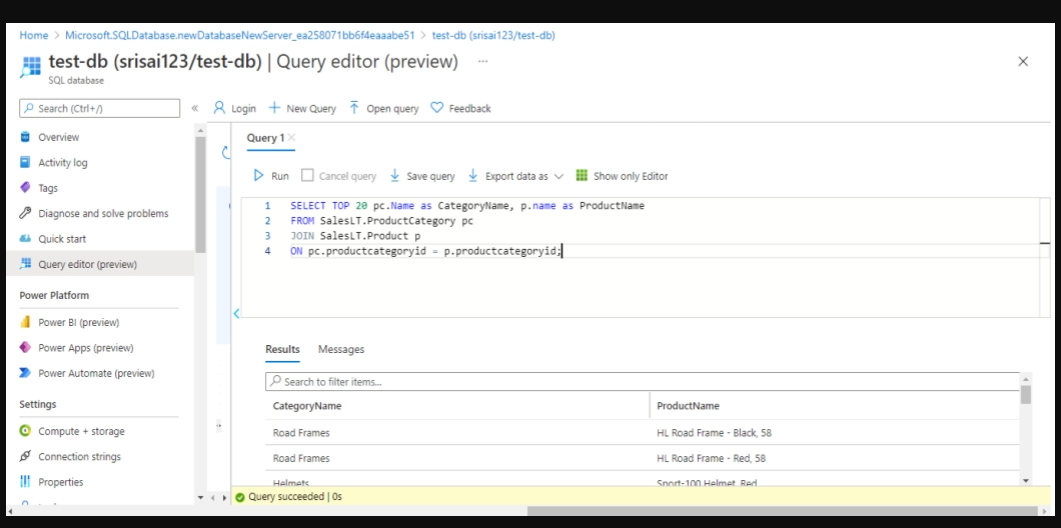 Home > Microsoft.SQLDatabase.newDatabaseNewServer_ea258071bb6f4eaaabe51 > test-db (srisai123/test-db)
test-db (srisai123/test-db) | Query editor (preview) ...
SQL database
Search (Ctrl+/)
Overview
Activity log
Tags
Diagnose and solve problems
Quick start
Query editor (preview)
Power Platform
Power BI (preview)
Power Apps (preview)
Power Automate (preview)
Settings
Compute + storage
Connection strings
Properties
Login
New Query
Open query
Feedback
Query 1
Run Cancel query Save query Export data as Show only Editor
1 SELECT TOP 20 pc.Name as CategoryName, p.name as ProductName
2 FROM SalesLT.ProductCategory pc
3 JOIN SalesLT.Product p
4 ON pc.productcategoryid = p.productcategoryid;
Results Messages
Search to filter items...
CategoryName ProductName
Road Frames HL Road Frame - Black, 58
Road Frames HL Road Frame - Red, 58
Helmets Sport-100 Helmet, Red
Query succeeded | 0s